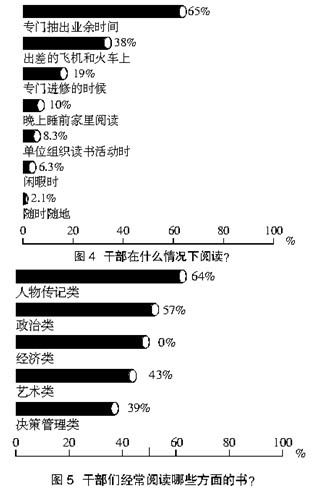 65%
专门抽出业余时间
38%
出差的飞机和火车上
19%
专门进修的时候
10%
晚上睡前家里阅读
8.3%
单位组织读书活动时
6.3%
闲暇时
2.1%
随时随地
0 20 40 60 80 100 %
图 4 干部在什么情况下阅读?
64%
人物传记类
57%
政治类
0%
经济类
43%
艺术类
39%
决策管理类
0 20 40 60 80 100 %
图 5 干部们经常阅读哪些方面的书?